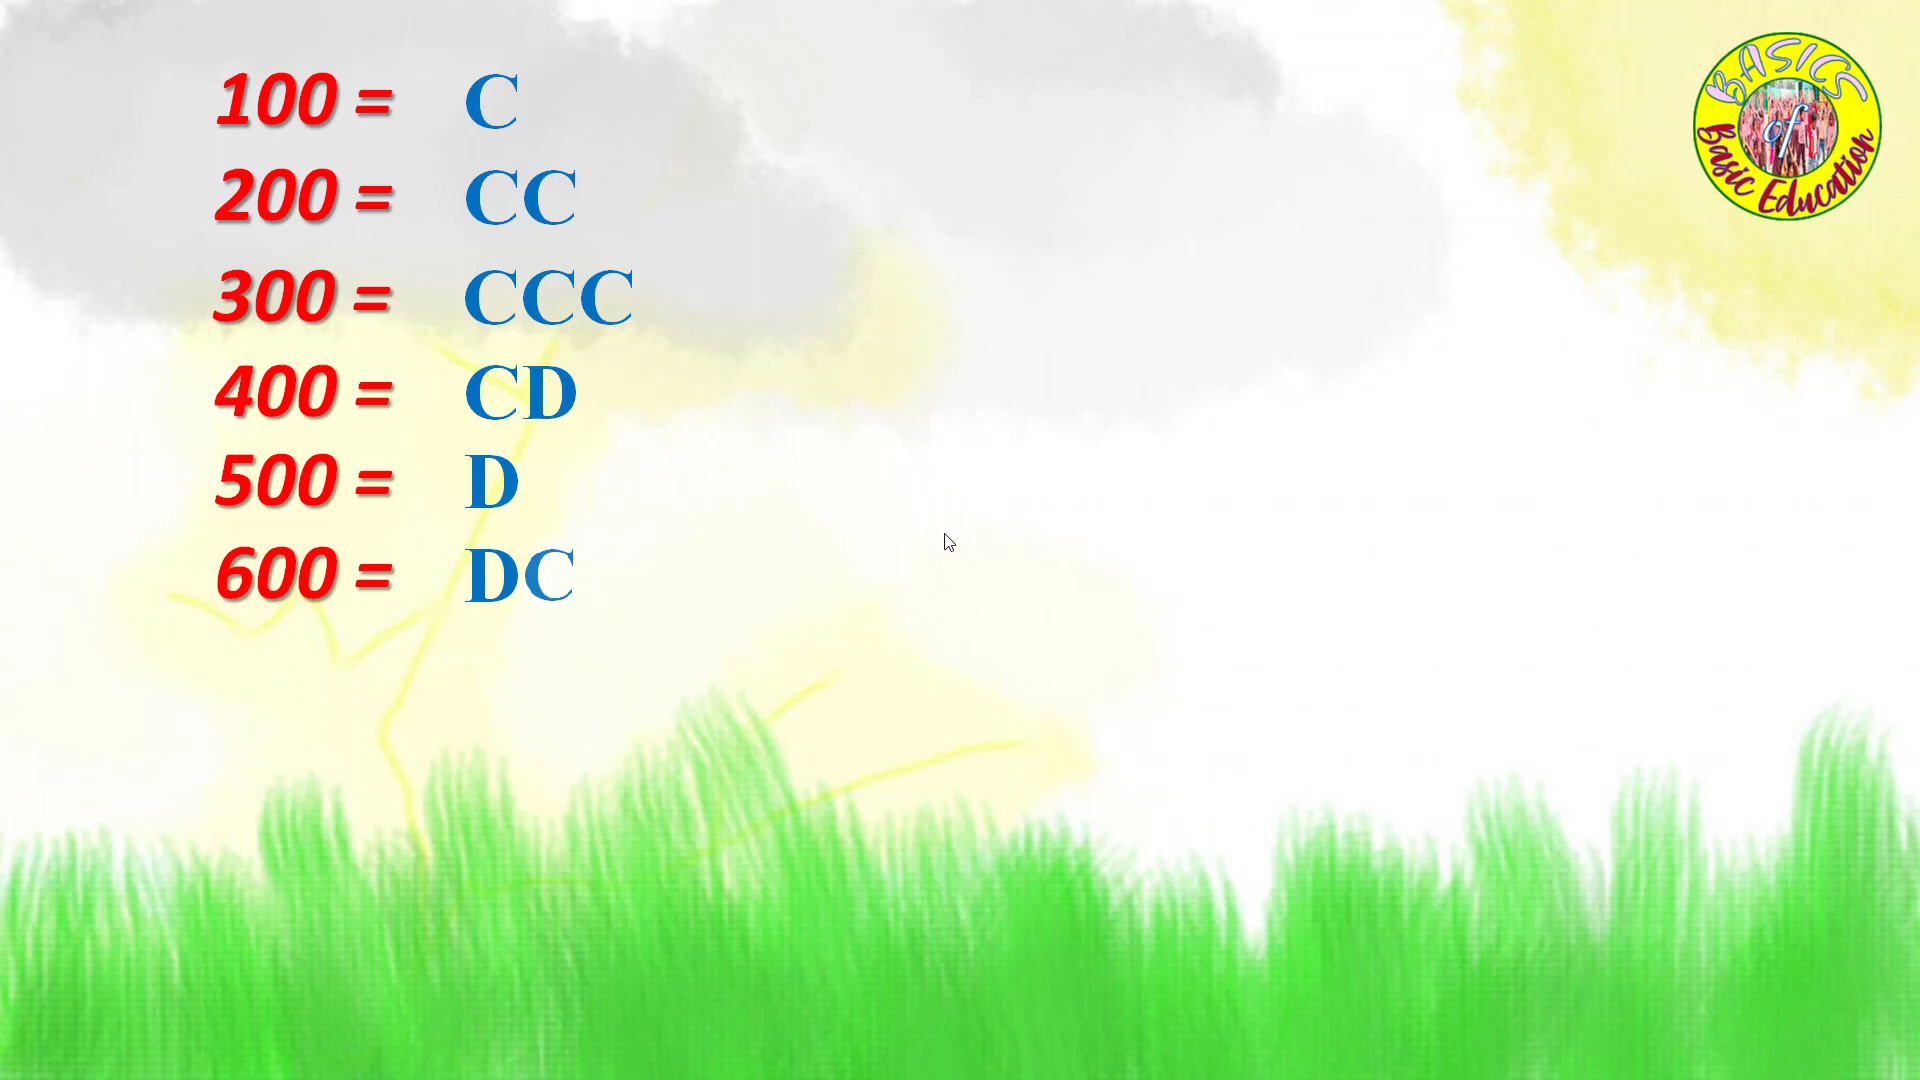 100 = C
200 = CC
300 = CCC
400 = CD
500 = D
600 = DC
BASICS
of
Basic Education